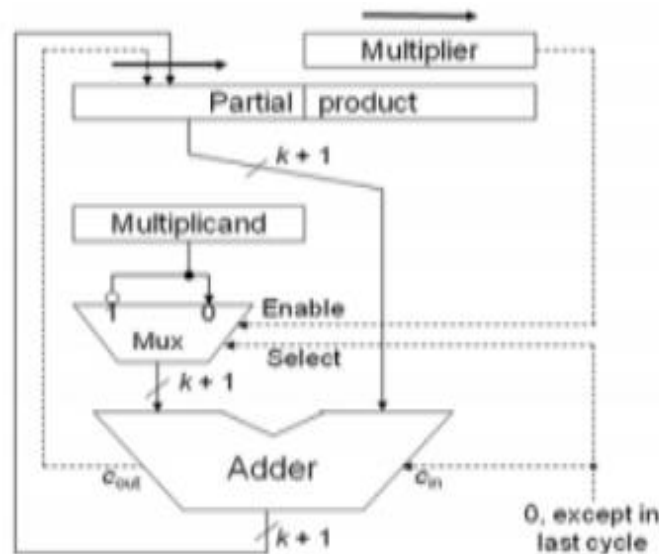 Multiplier
Partial product
k + 1
Multiplicand
1 0
Enable
Mux
Select
k + 1
Adder
cout
cin
k + 1
0, except in
last cycle